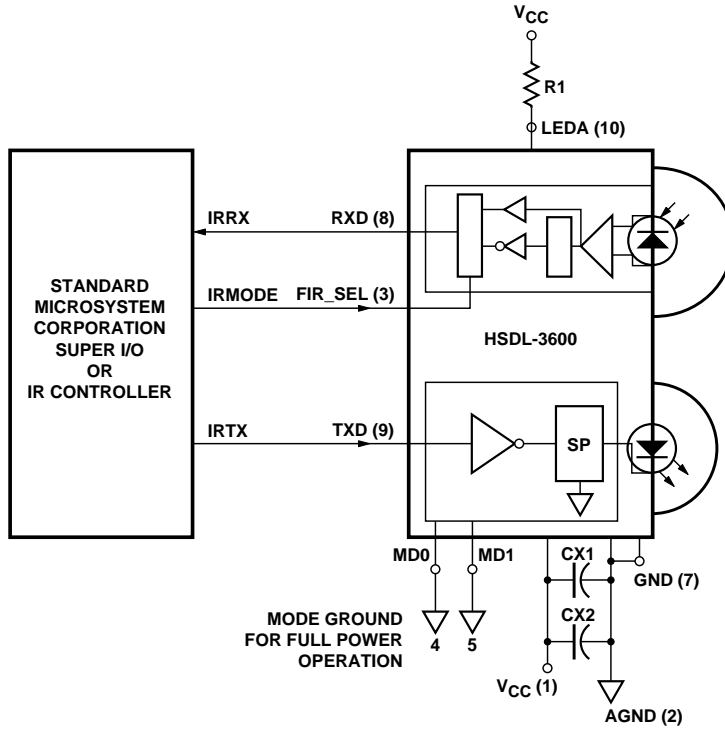 VCC
R1
LEDA (10)
IRRX
RXD (8)
IRMODE
FIR_SEL (3)
STANDARD
MICROSYSTEM
CORPORATION
SUPER I/O
OR
IR CONTROLLER
HSDL-3600
IRTX
TXD (9)
SP
MD0
MD1
CX1
GND (7)
MODE GROUND
FOR FULL POWER
OPERATION
4
5
CX2
VCC (1)
AGND (2)